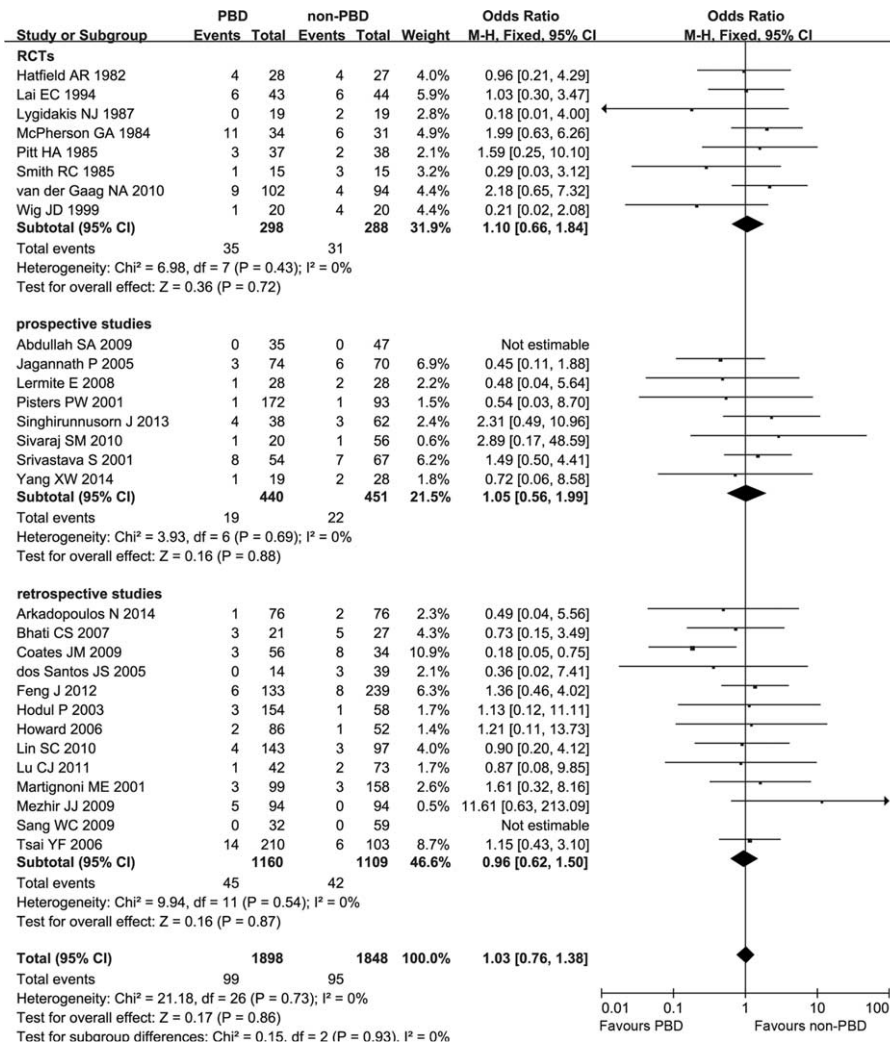 PBD non-PBD Odds Ratio Odds Ratio
Study or Subgroup Events Total Events Total Weight M-H, Fixed, 95% CI M-H, Fixed, 95% CI
RCTs
Hatfield AR 1982 4 28 4 27 4.0% 0.96 [0.21, 4.29]
Lai EC 1994 6 43 6 44 5.9% 1.03 [0.30, 3.47]
Lygidakis NJ 1987 0 19 2 19 2.8% 0.18 [0.01, 4.00]
McPherson GA 1984 11 34 6 31 4.9% 1.99 [0.63, 6.26]
Pitt HA 1985 3 37 2 38 2.1% 1.59 [0.25, 10.10]
Smith RC 1985 1 15 3 15 3.2% 0.29 [0.03, 3.12]
van der Gaag NA 2010 9 102 4 94 4.4% 2.18 [0.65, 7.32]
Wig JD 1999 1 20 4 20 4.4% 0.21 [0.02, 2.08]
Subtotal (95% CI) 298 288 31.9% 1.10 [0.66, 1.84]
Total events 35 31
Heterogeneity: Chi² = 6.98, df = 7 (P = 0.43); I² = 0%
Test for overall effect: Z = 0.36 (P = 0.72)
prospective studies
Abdullah SA 2009 0 35 0 47 Not estimable
Jagannath P 2005 3 74 6 70 6.9% 0.45 [0.11, 1.88]
Lermite E 2008 1 28 2 28 2.2% 0.48 [0.04, 5.64]
Pisters PW 2001 1 172 1 93 1.5% 0.54 [0.03, 8.70]
Singhirunnusorn J 2013 4 38 3 62 2.4% 2.31 [0.49, 10.96]
Sivaraj SM 2010 1 20 1 56 0.6% 2.89 [0.17, 48.59]
Srivastava S 2001 8 54 7 67 6.2% 1.49 [0.50, 4.41]
Yang XW 2014 1 19 2 28 1.8% 0.72 [0.06, 8.58]
Subtotal (95% CI) 440 451 21.5% 1.05 [0.56, 1.99]
Total events 19 22
Heterogeneity: Chi² = 3.93, df = 6 (P = 0.69); I² = 0%
Test for overall effect: Z = 0.16 (P = 0.88)
retrospective studies
Arkadopoulos N 2014 1 76 2 76 2.3% 0.49 [0.04, 5.56]
Bhati CS 2007 3 21 5 27 4.3% 0.73 [0.15, 3.49]
Coates JM 2009 3 56 8 34 10.9% 0.18 [0.05, 0.75]
dos Santos JS 2005 0 14 3 39 2.1% 0.36 [0.02, 7.41]
Feng J 2012 6 133 8 239 6.3% 1.36 [0.46, 4.02]
Hodul P 2003 3 154 1 58 1.7% 1.13 [0.12, 11.11]
Howard 2006 2 86 1 52 1.4% 1.21 [0.11, 13.73]
Lin SC 2010 4 143 3 97 4.0% 0.90 [0.20, 4.12]
Lu CJ 2011 1 42 2 73 1.7% 0.87 [0.08, 9.85]
Martignoni ME 2001 3 99 3 158 2.6% 1.61 [0.32, 8.16]
Mezhir JJ 2009 5 94 0 94 0.5% 11.61 [0.63, 213.09]
Sang WC 2009 0 32 0 59 Not estimable
Tsai YF 2006 14 210 6 103 8.7% 1.15 [0.43, 3.10]
Subtotal (95% CI) 1160 1109 46.6% 0.96 [0.62, 1.50]
Total events 45 42
Heterogeneity: Chi² = 9.94, df = 11 (P = 0.54); I² = 0%
Test for overall effect: Z = 0.16 (P = 0.87)
Total (95% CI) 1898 1848 100.0% 1.03 [0.76, 1.38]
Total events 99 95
Heterogeneity: Chi² = 21.18, df = 26 (P = 0.73); I² = 0%
Test for overall effect: Z = 0.17 (P = 0.86)
Test for subgroup differences: Chi² = 0.15, df = 2 (P = 0.93), I² = 0%
0.01 0.1 1 10 100
Favours PBD Favours non-PBD